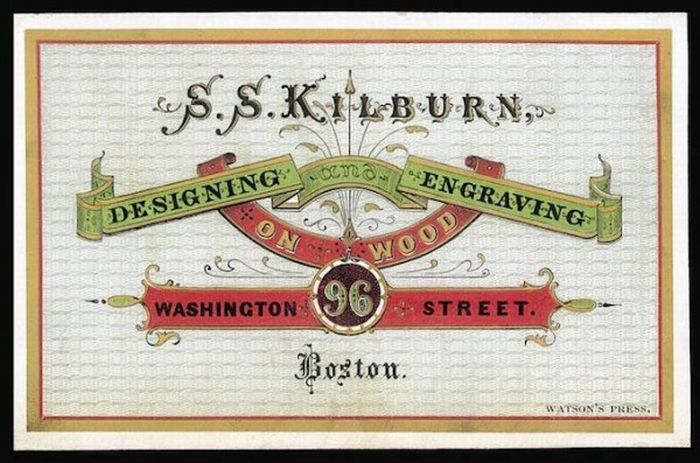 S. S. KILBURN,
DESIGNING and ENGRAVING
ON WOOD
WASHINGTON 96 STREET.
Boston.
WATSON'S PRESS.